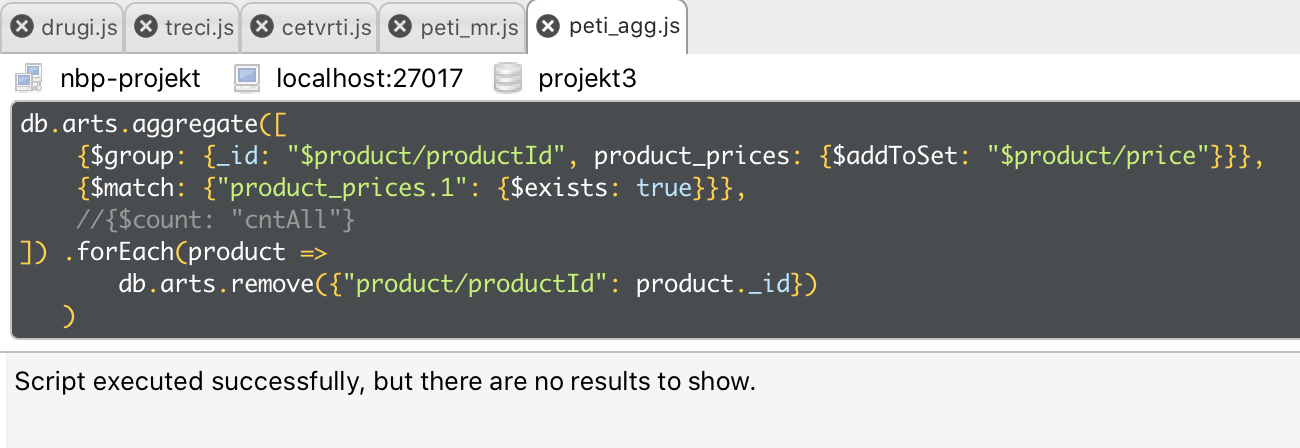 drugi.js treci.js cetvrti.js peti_mr.js peti_agg.js
nbp-projekt localhost:27017 projekt3
db.arts.aggregate([
    {$group: {_id: "$product/productId", product_prices: {$addToSet: "$product/price"}}},
    {$match: {"product_prices.1": {$exists: true}}},
    //{$count: "cntAll"}
]) .forEach(product =>
       db.arts.remove({"product/productId": product._id})
   )
Script executed successfully, but there are no results to show.